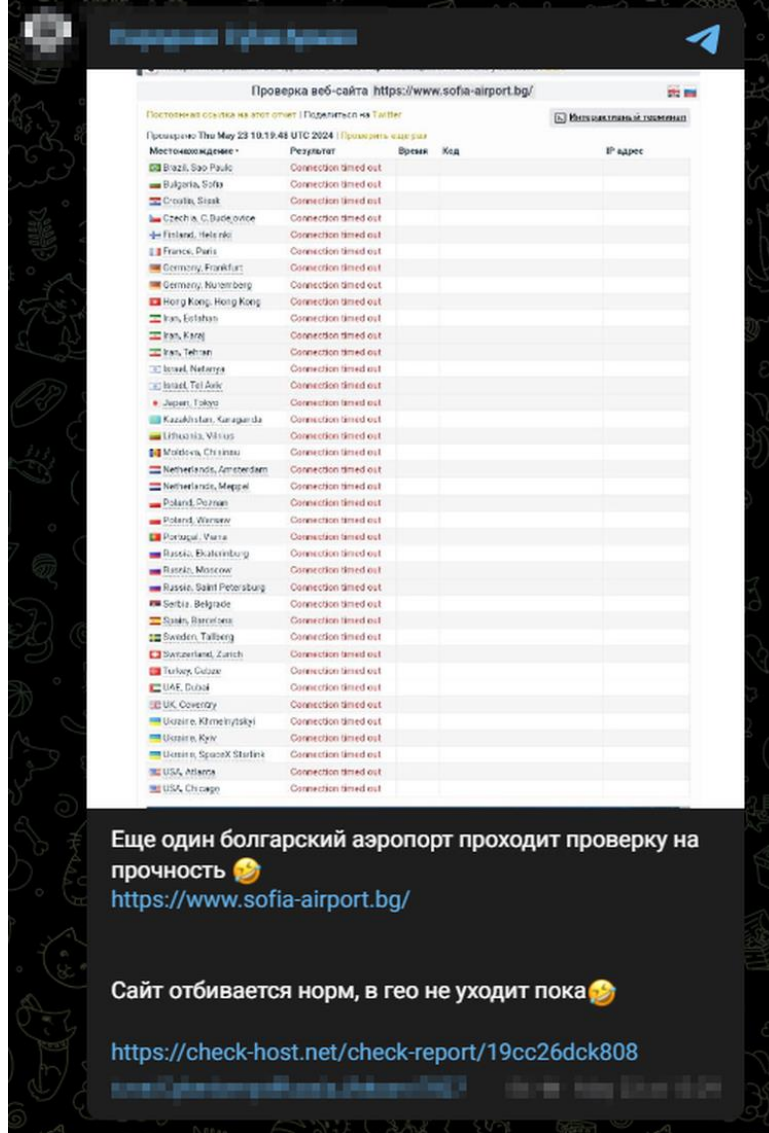 Проверка веб-сайта https://www.sofia-airport.bg/
Постоянная ссылка на этот отчет | Поделиться на Twitter
Интерактивный терминал
Проверено Thu May 23 10:19:48 UTC 2024 | Проверить еще раз
Местонахождение Результат Время Код IP адрес
Brazil, Sao Paulo Connection timed out
Bulgaria, Sofia Connection timed out
Croatia, Sisak Connection timed out
Czechia, C.Budejovice Connection timed out
Finland, Helsinki Connection timed out
France, Paris Connection timed out
Germany, Frankfurt Connection timed out
Germany, Nuremberg Connection timed out
Hong Kong, Hong Kong Connection timed out
Iran, Esfahan Connection timed out
Iran, Karaj Connection timed out
Iran, Tehran Connection timed out
Israel, Netanya Connection timed out
Israel, Tel Aviv Connection timed out
Japan, Tokyo Connection timed out
Kazakhstan, Karaganda Connection timed out
Lithuania, Vilnius Connection timed out
Moldova, Chisinau Connection timed out
Netherlands, Amsterdam Connection timed out
Netherlands, Meppel Connection timed out
Poland, Poznan Connection timed out
Poland, Warsaw Connection timed out
Portugal, Viana Connection timed out
Russia, Ekaterinburg Connection timed out
Russia, Moscow Connection timed out
Russia, Saint Petersburg Connection timed out
Serbia, Belgrade Connection timed out
Spain, Barcelona Connection timed out
Sweden, Tallberg Connection timed out
Switzerland, Zurich Connection timed out
Turkey, Gebze Connection timed out
UAE, Dubai Connection timed out
UK, Coventry Connection timed out
Ukraine, Khmelnytskyi Connection timed out
Ukraine, Kyiv Connection timed out
Ukraine, SpaceX Starlink Connection timed out
USA, Atlanta Connection timed out
USA, Chicago Connection timed out
Еще один болгарский аэропорт проходит проверку на
прочность 🤣
https://www.sofia-airport.bg/
Сайт отбивается норм, в гео не уходит пока🤣
https://check-host.net/check-report/19cc26dck808